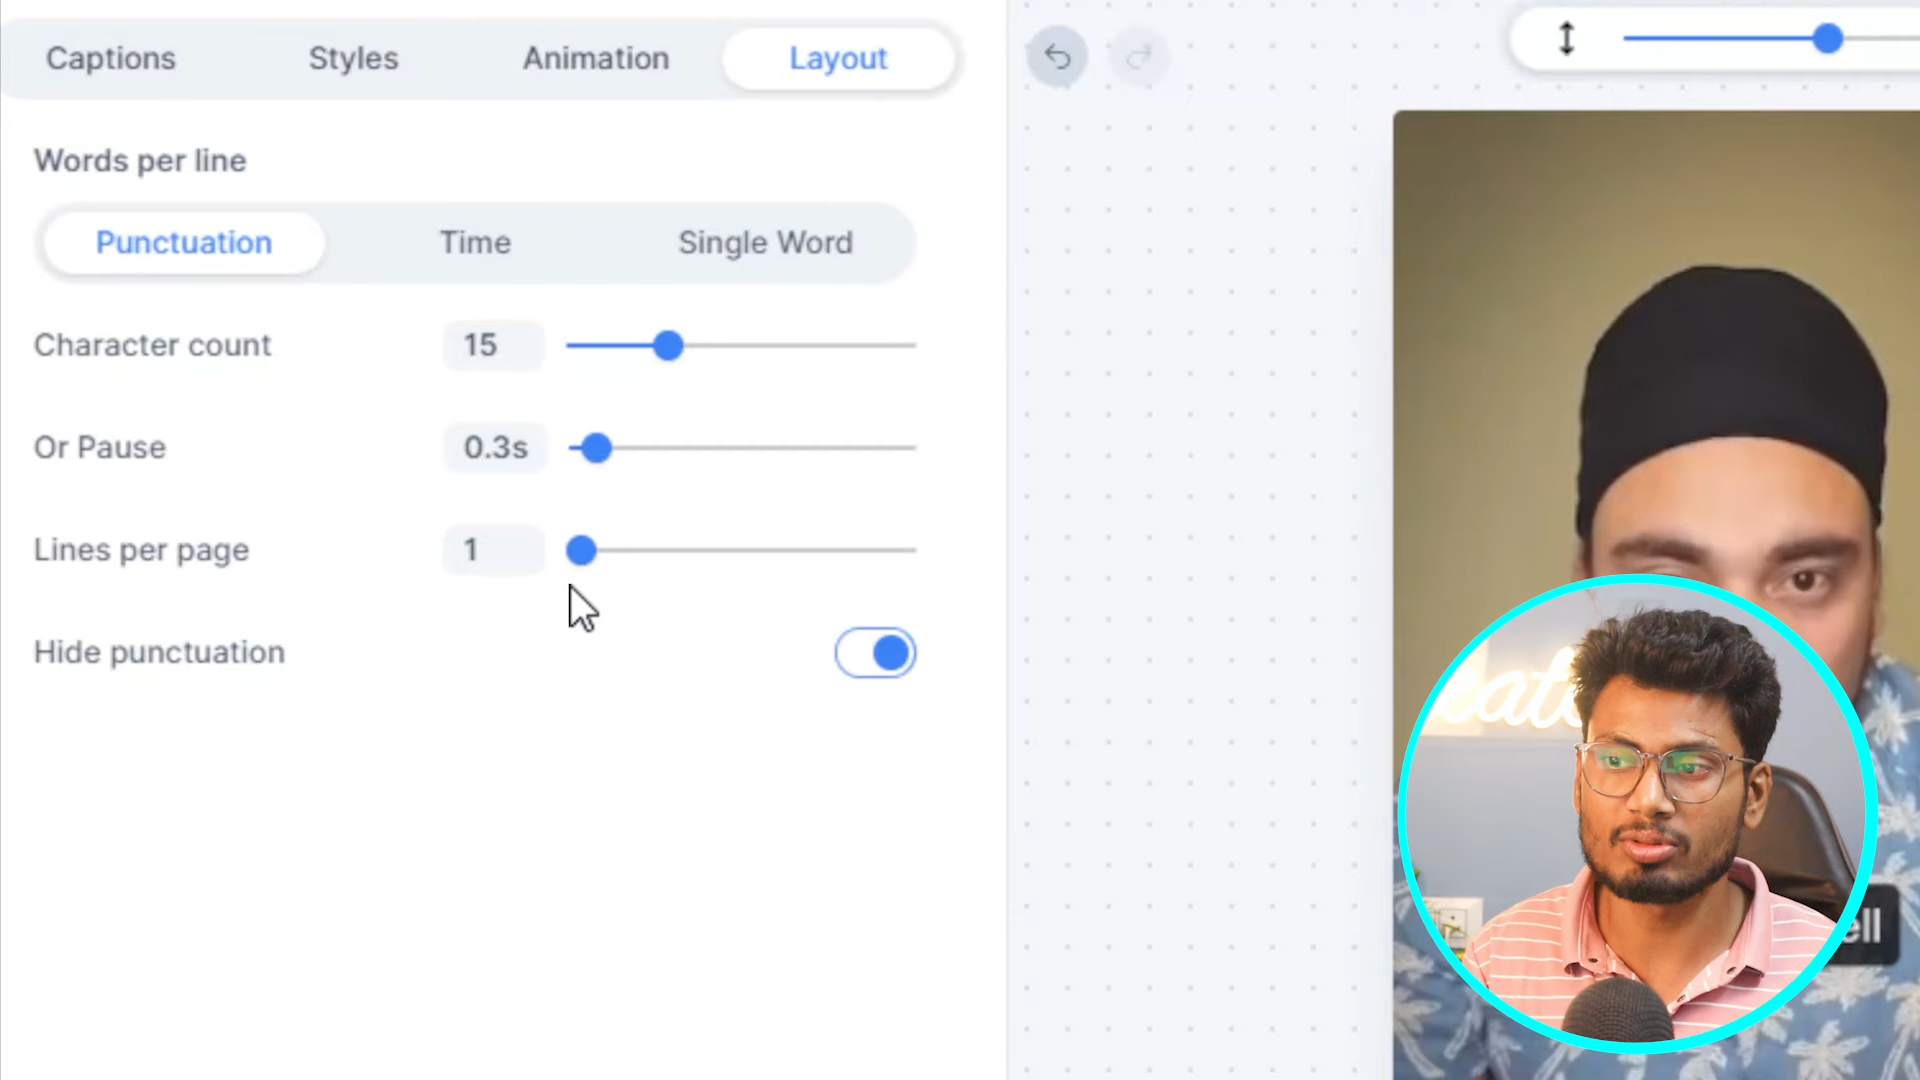 Captions Styles Animation Layout
Words per line
Punctuation Time Single Word
Character count 15
Or Pause 0.3s
Lines per page 1
Hide punctuation